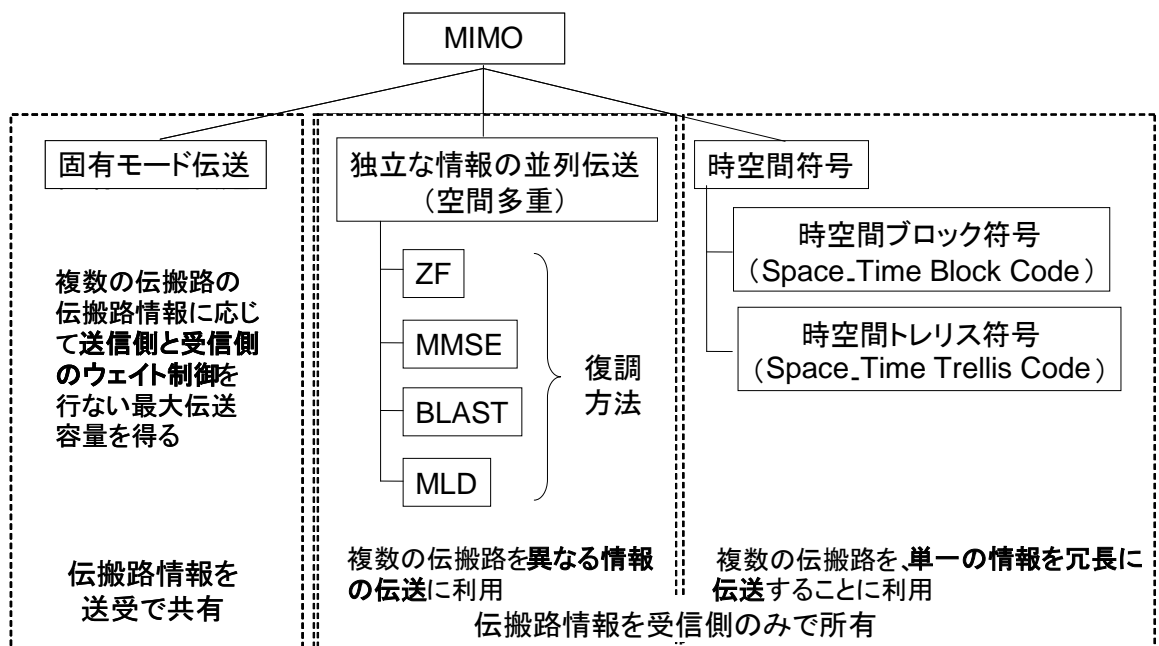 MIMO
固有モード伝送
複数の伝搬路の
伝搬路情報に応じ
て送信側と受信側
のウェイト制御を
行ない最大伝送
容量を得る
伝搬路情報を
送受で共有
独立な情報の並列伝送
（空間多重）
ZF
MMSE
BLAST
MLD
復調
方法
複数の伝搬路を異なる情報
の伝送に利用
時空間符号
時空間ブロック符号
（Space_Time Block Code）
時空間トレリス符号
（Space_Time Trellis Code）
複数の伝搬路を、単一の情報を冗長に
伝送することに利用
伝搬路情報を受信側のみで所有